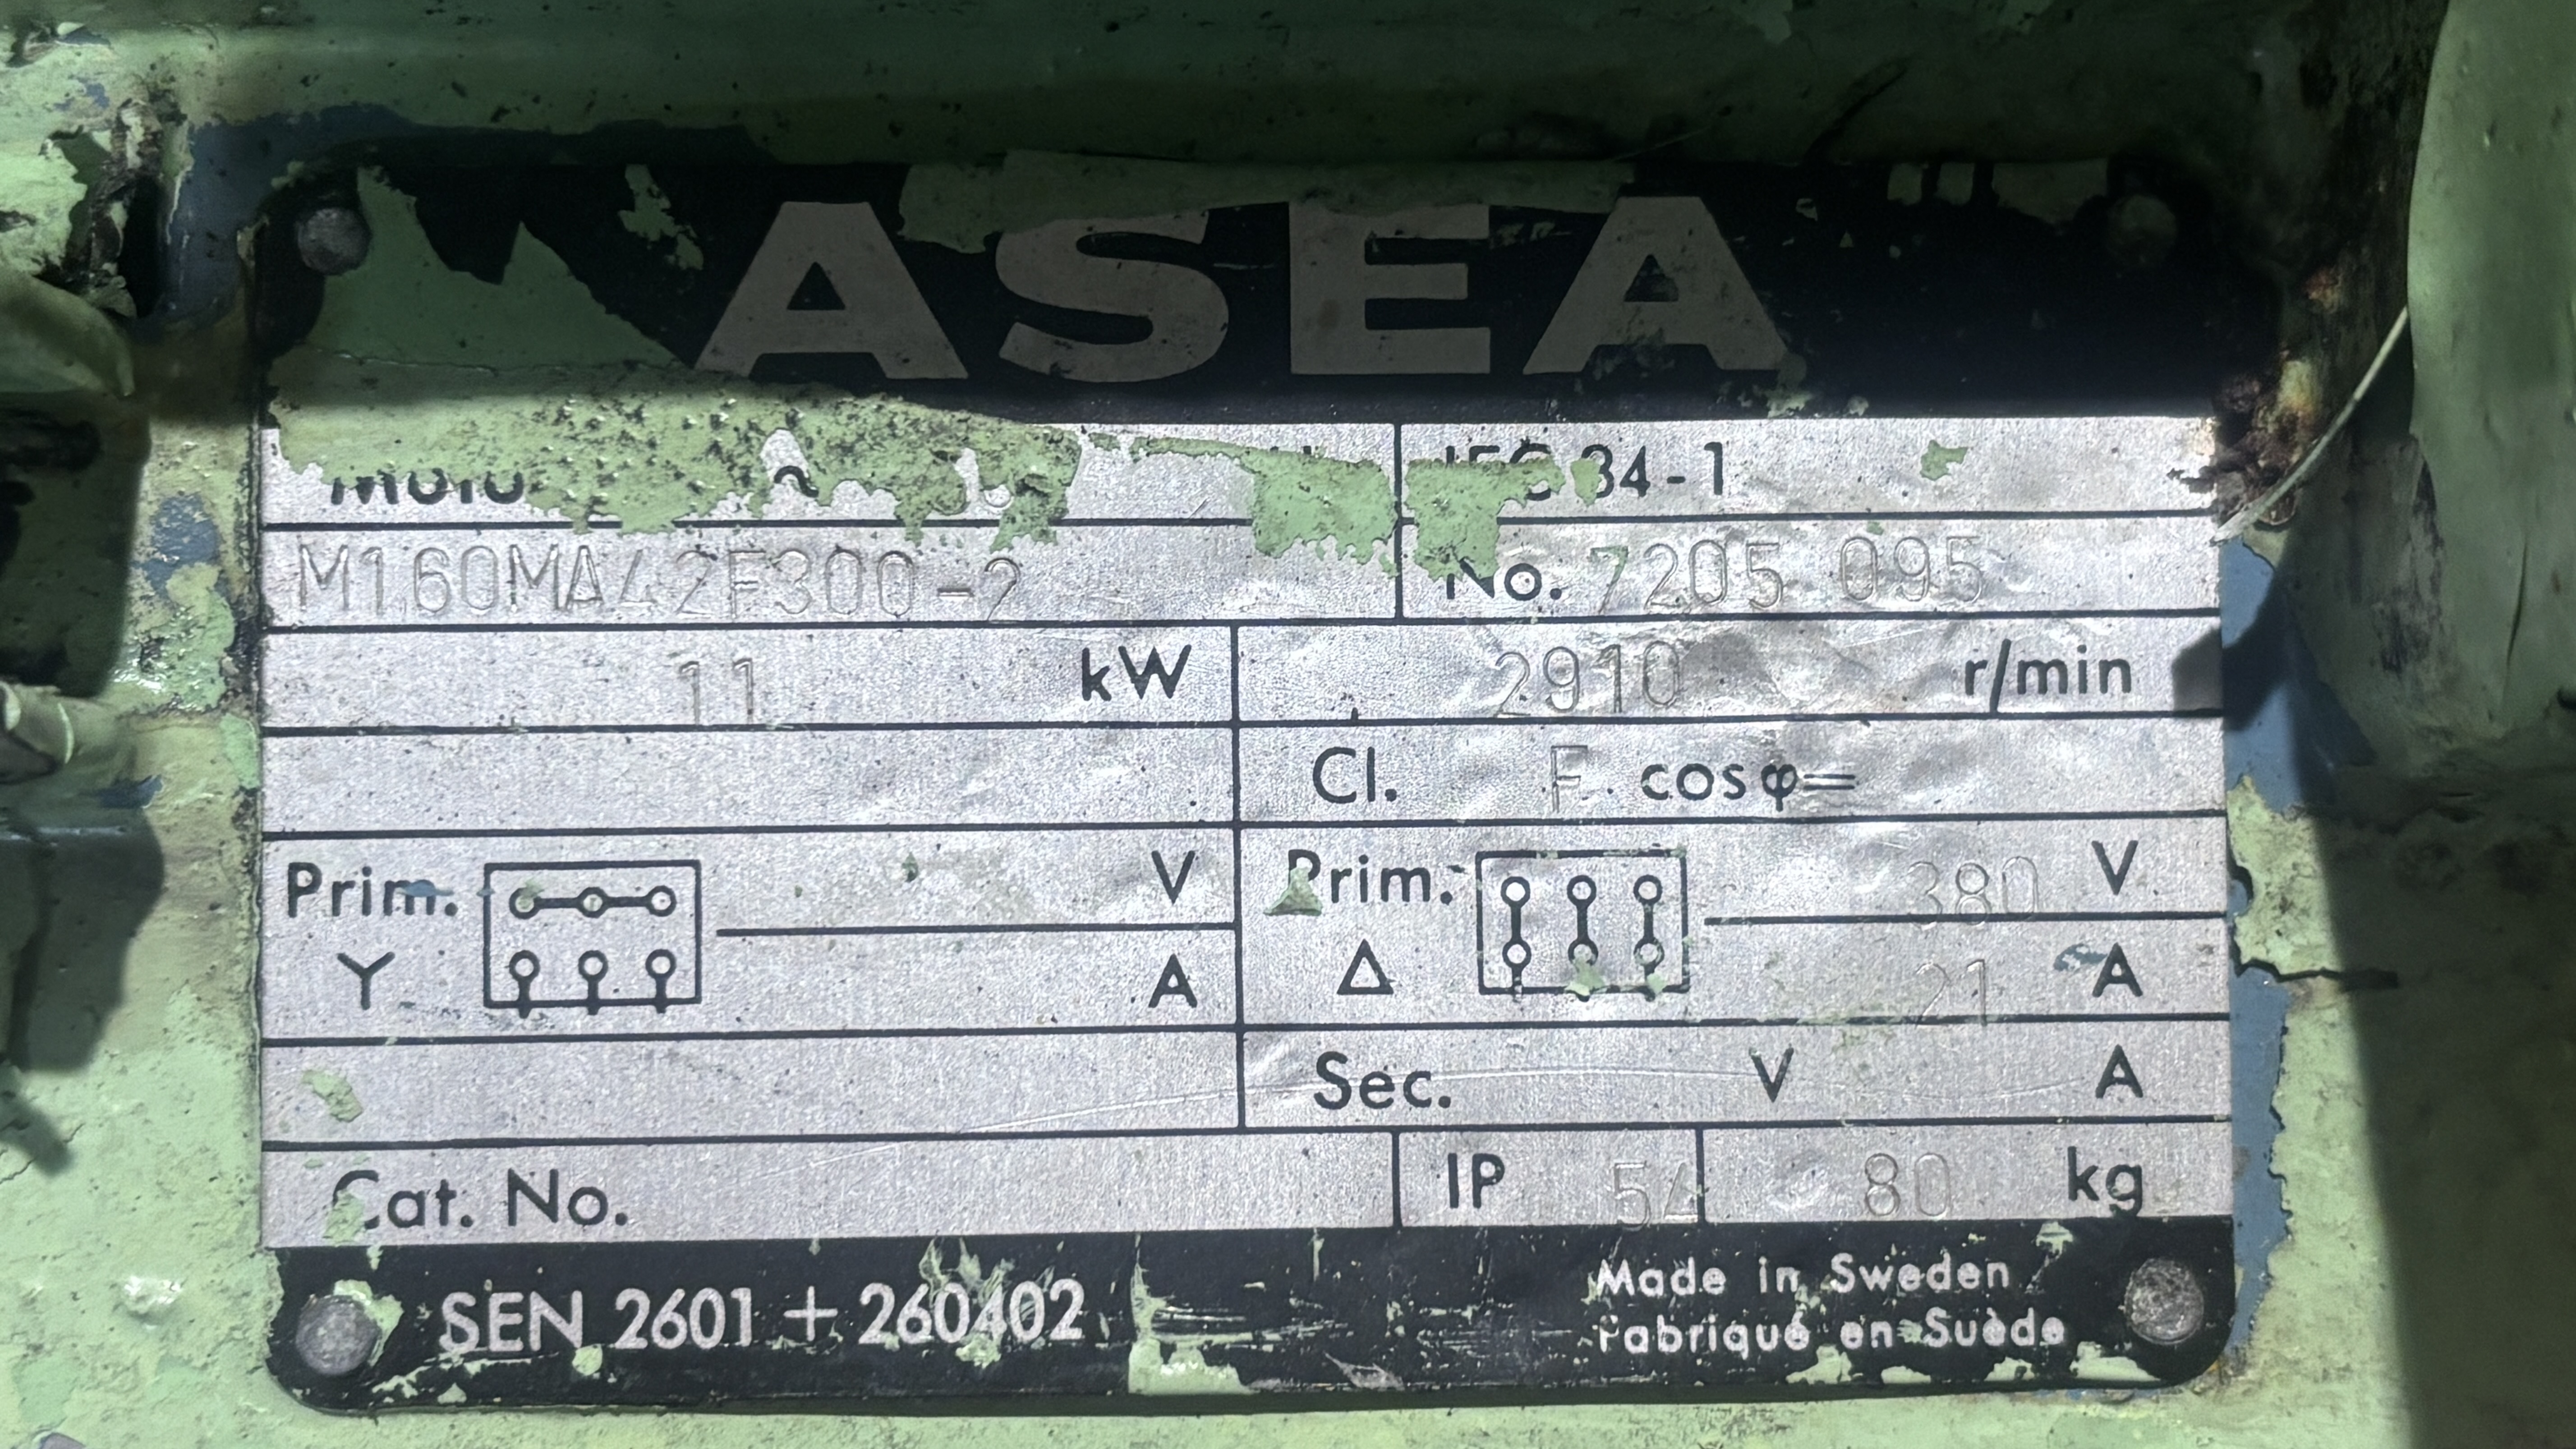 ASEA
IEC 34-1
M160MA42F300-2 No. 7205 095
11 kW 2910 r/min
Cl. F cosφ=
Prim. V Prim. 380 V
Y A Δ 21 A
Sec. V A
Cat. No. IP 54 80 kg
SEN 2601 + 260402
Made in Sweden
Fabriqué en Suède